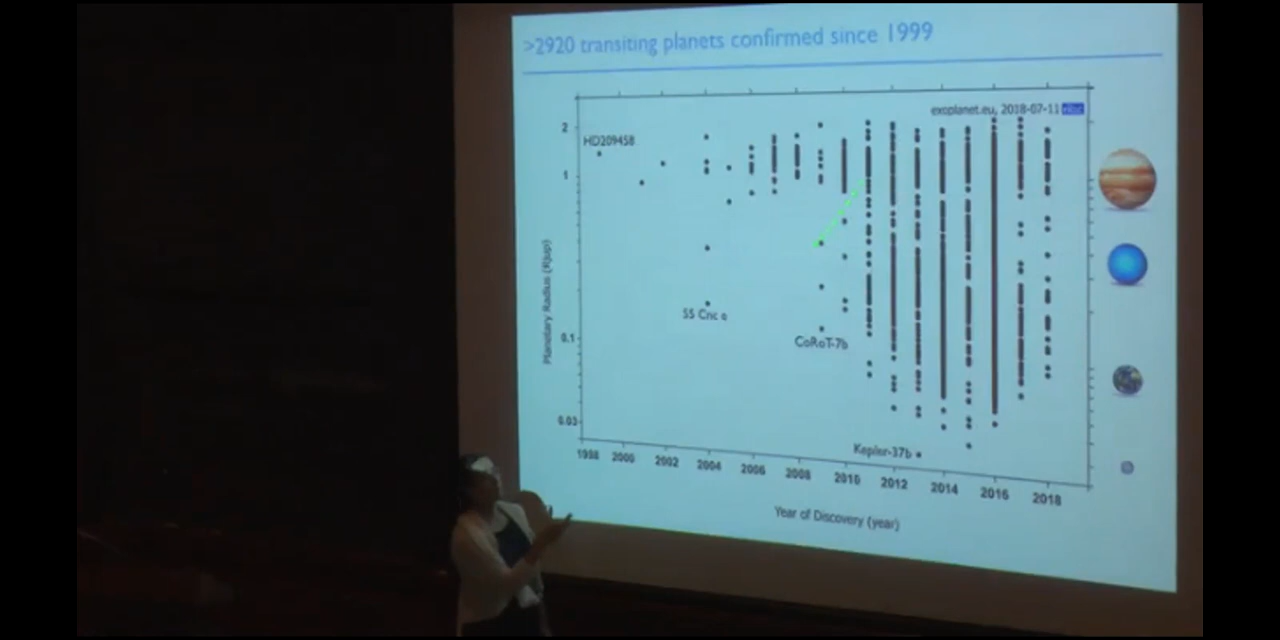 >2920 transiting planets confirmed since 1999
exoplanet.eu, 2018-07-11
HD209458
55 Cnc e
CoRoT-7b
Kepler-37b
Planetary Radius (Rjup)
2
1
0.1
0.03
1998 2000 2002 2004 2006 2008 2010 2012 2014 2016 2018
Year of Discovery (year)